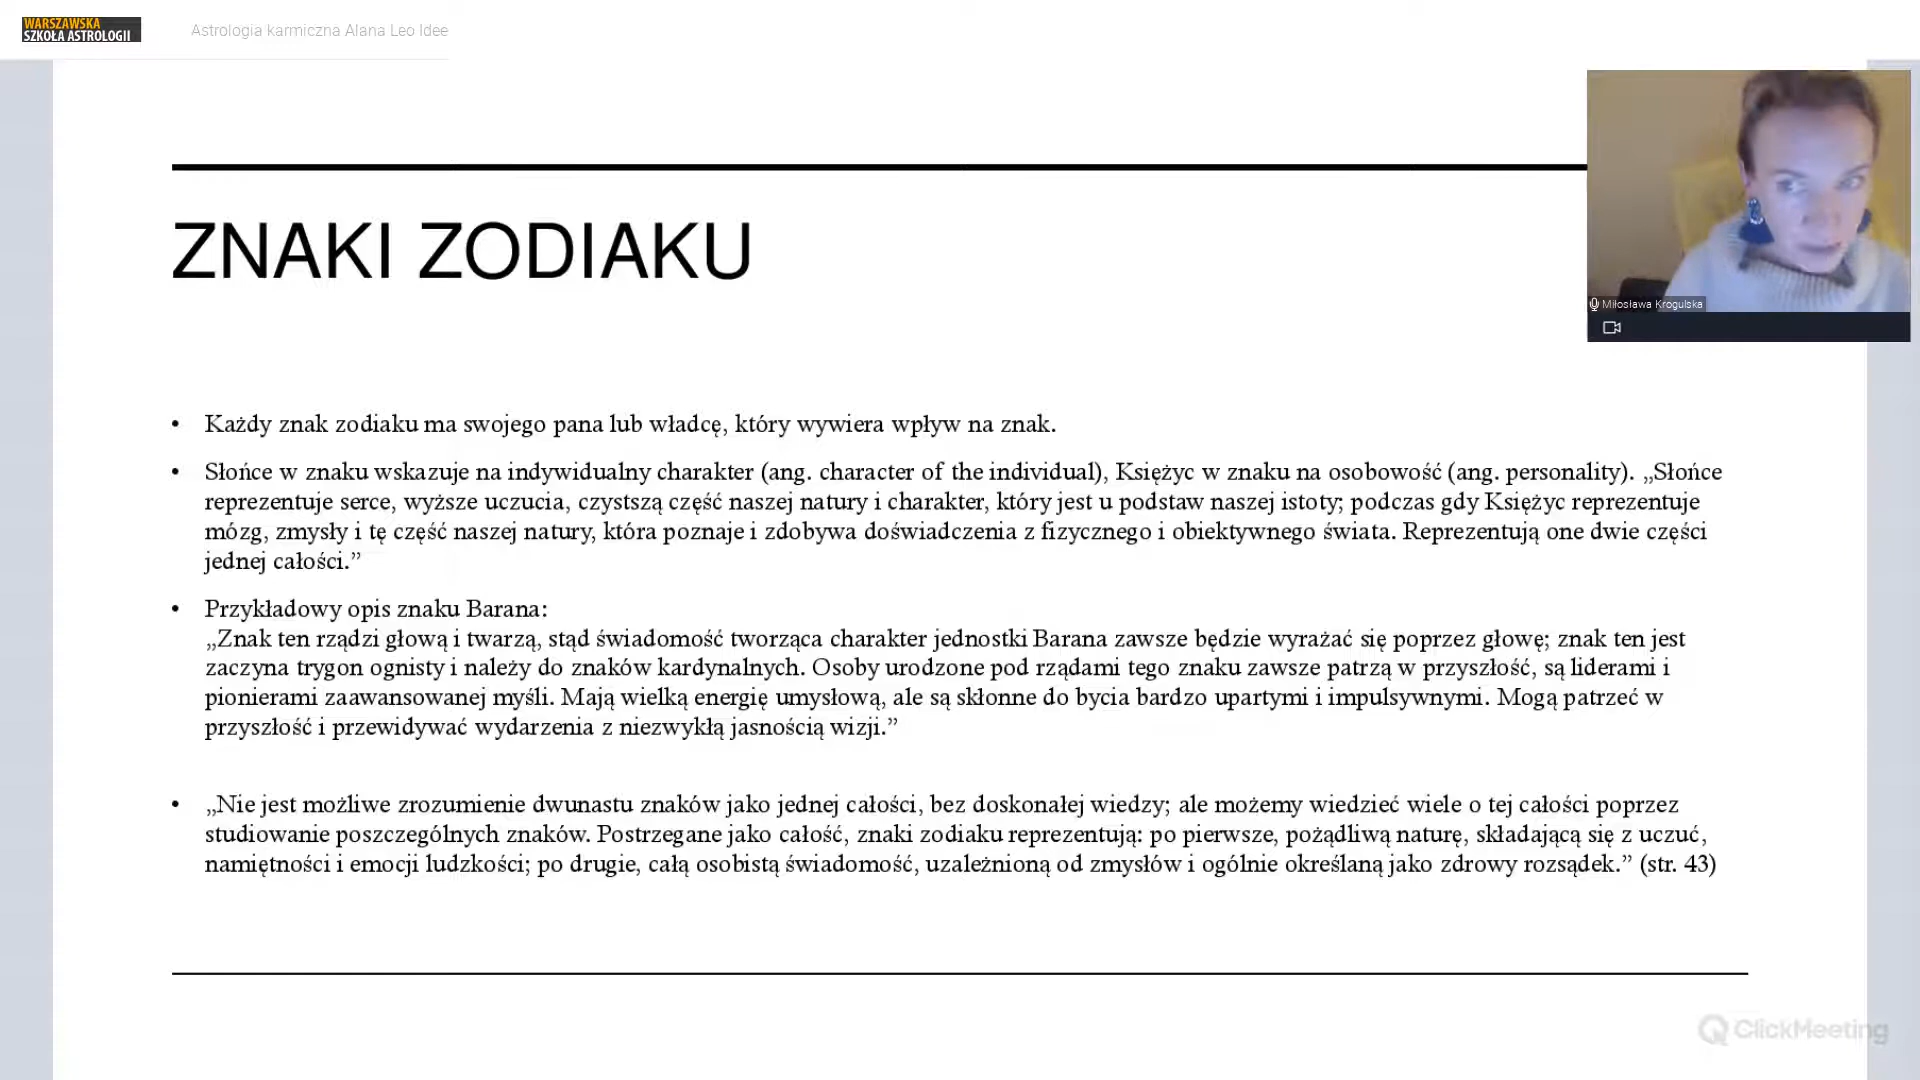 WARSZAWSKA
SZKOŁA ASTROLOGII
Astrologia karmiczna Alana Leo Idee
Miłosława Krogulska
ZNAKI ZODIAKU
• Każdy znak zodiaku ma swojego pana lub władcę, który wywiera wpływ na znak.
• Słońce w znaku wskazuje na indywidualny charakter (ang. character of the individual), Księżyc w znaku na osobowość (ang. personality). „Słońce
reprezentuje serce, wyższe uczucia, czystszą część naszej natury i charakter, który jest u podstaw naszej istoty; podczas gdy Księżyc reprezentuje
mózg, zmysły i tę część naszej natury, która poznaje i zdobywa doświadczenia z fizycznego i obiektywnego świata. Reprezentują one dwie części
jednej całości.”
• Przykładowy opis znaku Barana:
„Znak ten rządzi głową i twarzą, stąd świadomość tworząca charakter jednostki Barana zawsze będzie wyrażać się poprzez głowę; znak ten jest
zaczyna trygon ognisty i należy do znaków kardynalnych. Osoby urodzone pod rządami tego znaku zawsze patrzą w przyszłość, są liderami i
pionierami zaawansowanej myśli. Mają wielką energię umysłową, ale są skłonne do bycia bardzo upartymi i impulsywnymi. Mogą patrzeć w
przyszłość i przewidywać wydarzenia z niezwykłą jasnością wizji.”
• „Nie jest możliwe zrozumienie dwunastu znaków jako jednej całości, bez doskonałej wiedzy; ale możemy wiedzieć wiele o tej całości poprzez
studiowanie poszczególnych znaków. Postrzegane jako całość, znaki zodiaku reprezentują: po pierwsze, pożądliwą naturę, składającą się z uczuć,
namiętności i emocji ludzkości; po drugie, całą osobistą świadomość, uzależnioną od zmysłów i ogólnie określaną jako zdrowy rozsądek.” (str. 43)
ClickMeeting